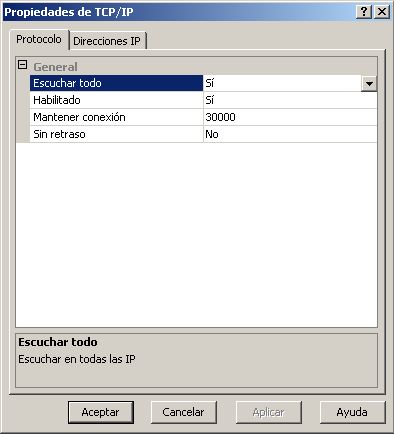 Propiedades de TCP/IP
Protocolo Direcciones IP
General
Escuchar todo Sí
Habilitado Sí
Mantener conexión 30000
Sin retraso No
Escuchar todo
Escuchar en todas las IP
Aceptar Cancelar Aplicar Ayuda